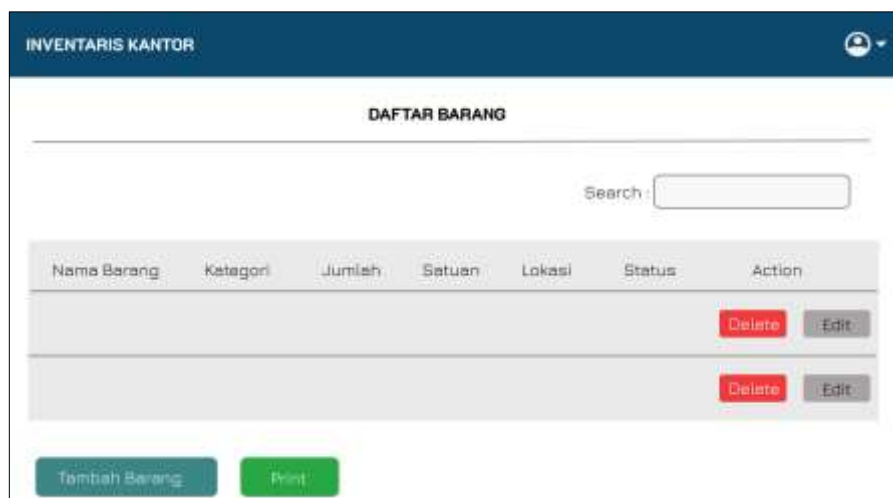 INVENTARIS KANTOR
DAFTAR BARANG
Search :
Nama Barang Kategori Jumlah Satuan Lokasi Status Action
Delete Edit
Delete Edit
Tambah Barang Print